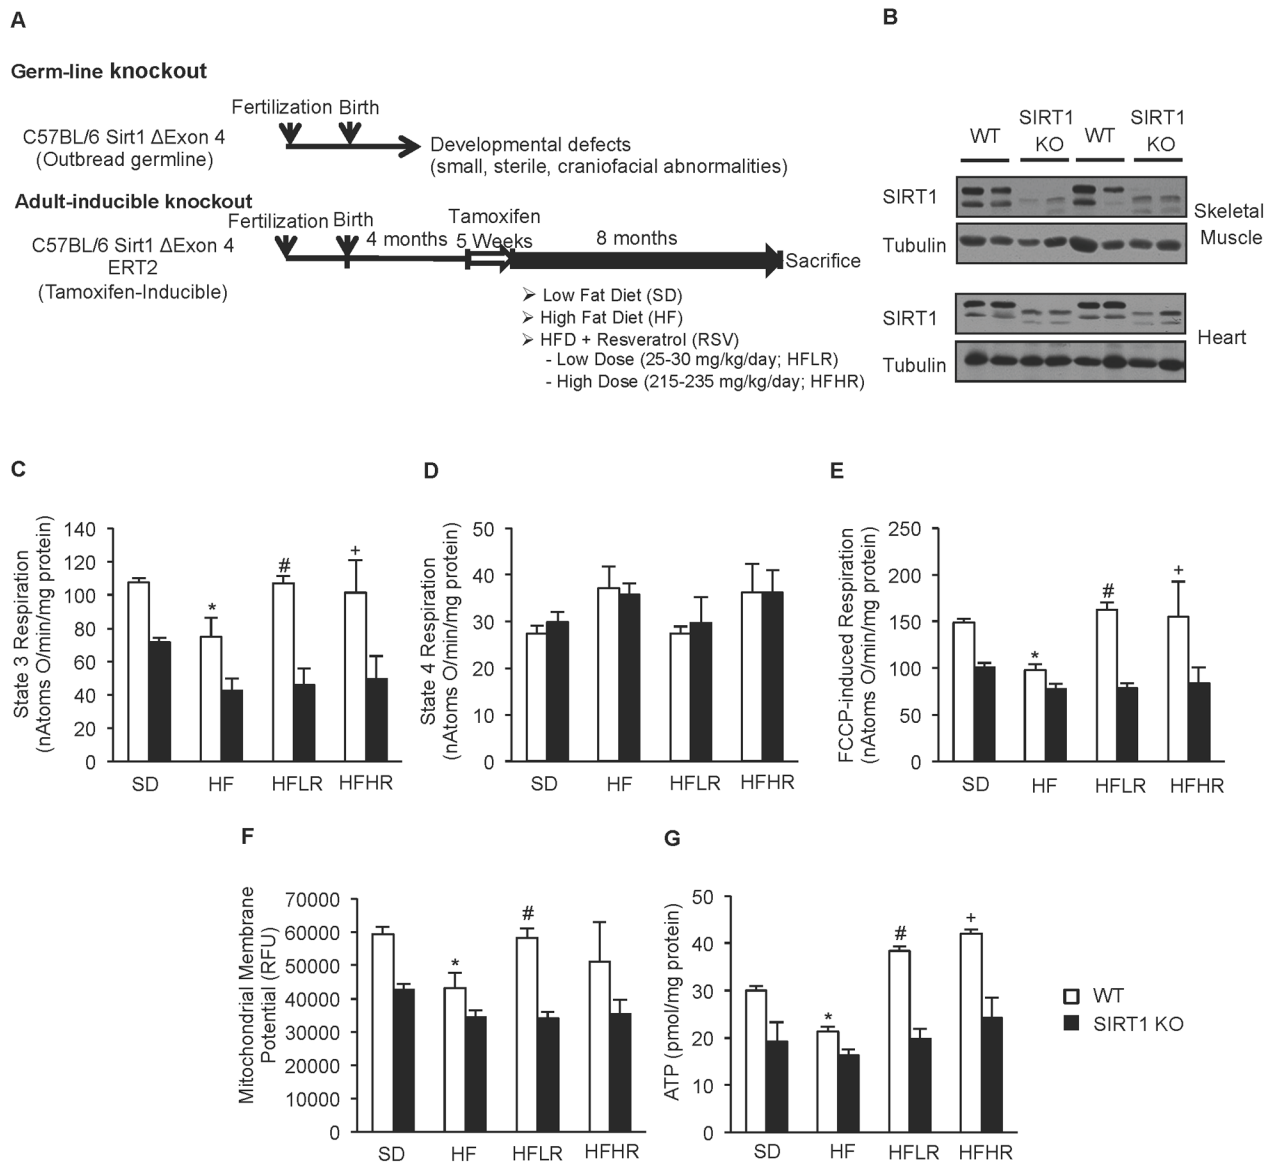 A
Germ-line knockout
Fertilization Birth
C57BL/6 Sirt1 ΔExon 4
(Outbread germline)
Developmental defects
(small, sterile, craniofacial abnormalities)
Adult-inducible knockout
Fertilization Birth
Tamoxifen
4 months
5 Weeks
8 months
C57BL/6 Sirt1 ΔExon 4
ERT2
(Tamoxifen-Inducible)
Sacrifice
➢ Low Fat Diet (SD)
➢ High Fat Diet (HF)
➢ HFD + Resveratrol (RSV)
- Low Dose (25-30 mg/kg/day; HFLR)
- High Dose (215-235 mg/kg/day; HFHR)
B
WT
SIRT1
KO
WT
SIRT1
KO
SIRT1
Tubulin
Skeletal
Muscle
SIRT1
Tubulin
Heart
C
State 3 Respiration
(nAtoms O/min/mg protein)
140
120
100
80
60
40
20
0
*
#
+
SD HF HFLR HFHR
D
State 4 Respiration
(nAtoms O/min/mg protein)
50
40
30
20
10
0
SD HF HFLR HFHR
E
FCCP-induced Respiration
(nAtoms O/min/mg protein)
250
200
150
100
50
0
*
#
+
SD HF HFLR HFHR
F
Mitochondrial Membrane
Potential (RFU)
70000
60000
50000
40000
30000
20000
10000
0
*
#
SD HF HFLR HFHR
G
ATP (pmol/mg protein)
50
40
30
20
10
0
*
#
+
SD HF HFLR HFHR
WT
SIRT1 KO